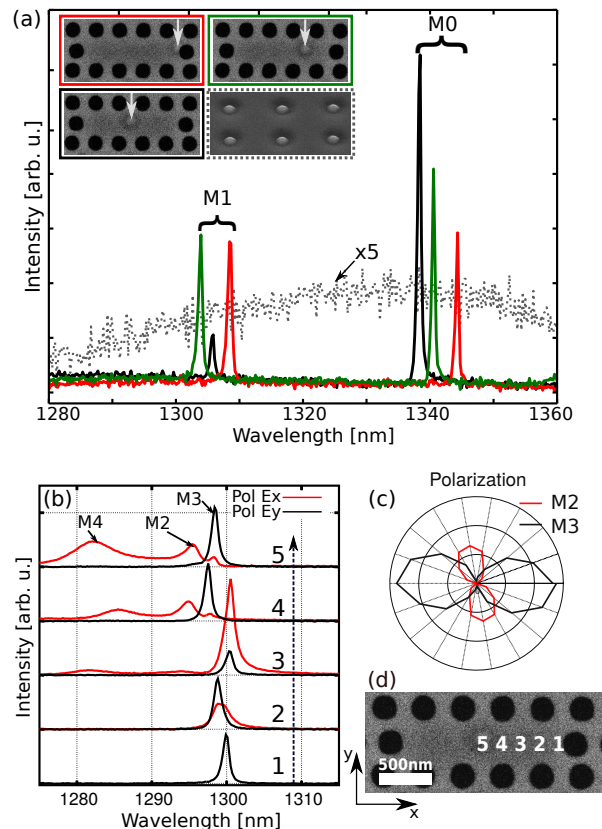 (a)
M0
M1
x5
Intensity [arb. u.]
1280 1300 1320 1340 1360
Wavelength [nm]
(b)
M3
Pol Ex
Pol Ey
M4
M2
5
4
3
2
1
Intensity [arb. u.]
1280 1290 1300 1310
Wavelength [nm]
(c)
Polarization
M2
M3
(d)
5 4 3 2 1
500nm
y
x